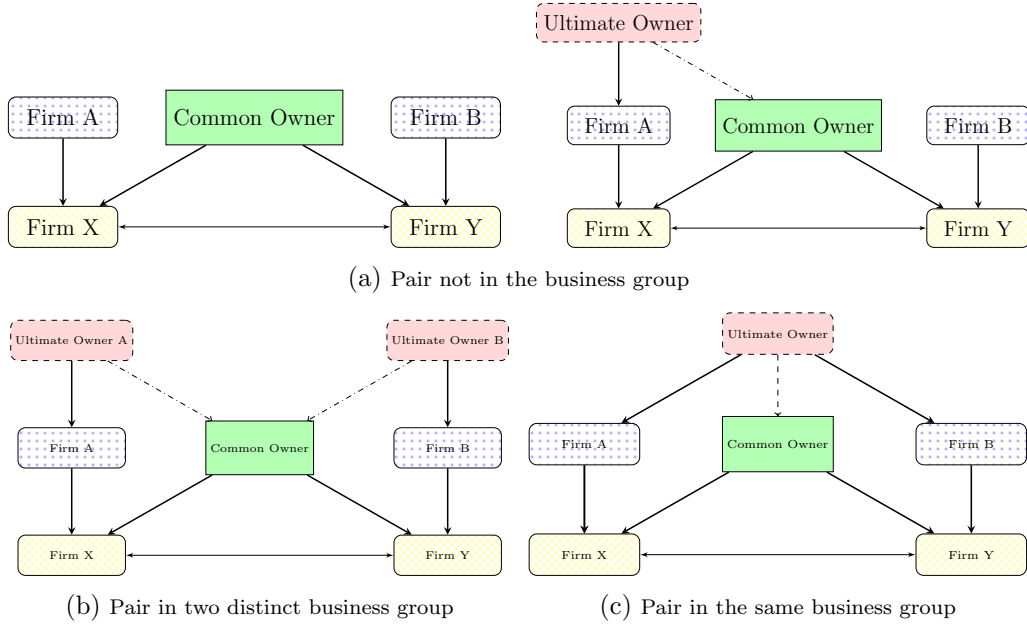 Ultimate Owner
Firm A
Common Owner
Firm B
Firm A
Common Owner
Firm B
Firm X
Firm Y
Firm X
Firm Y
(a) Pair not in the business group
Ultimate Owner A
Ultimate Owner B
Firm A
Common Owner
Firm B
Firm X
Firm Y
(b) Pair in two distinct business group
Ultimate Owner
Firm A
Common Owner
Firm B
Firm X
Firm Y
(c) Pair in the same business group